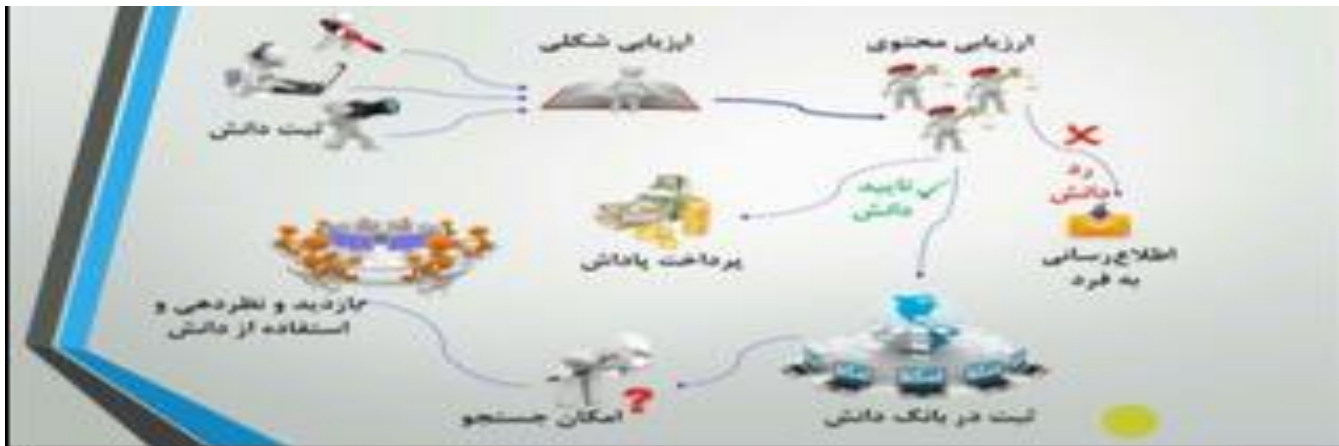 ارزیابی محتوی
ارزیابی شکلی
ثبت دانش
رد
دانش
تایید
دانش
اطلاع‌رسانی
به فرد
پرداخت پاداش
بازدید و نظردهی و
استفاده از دانش
ثبت در بانک دانش
امکان جستجو